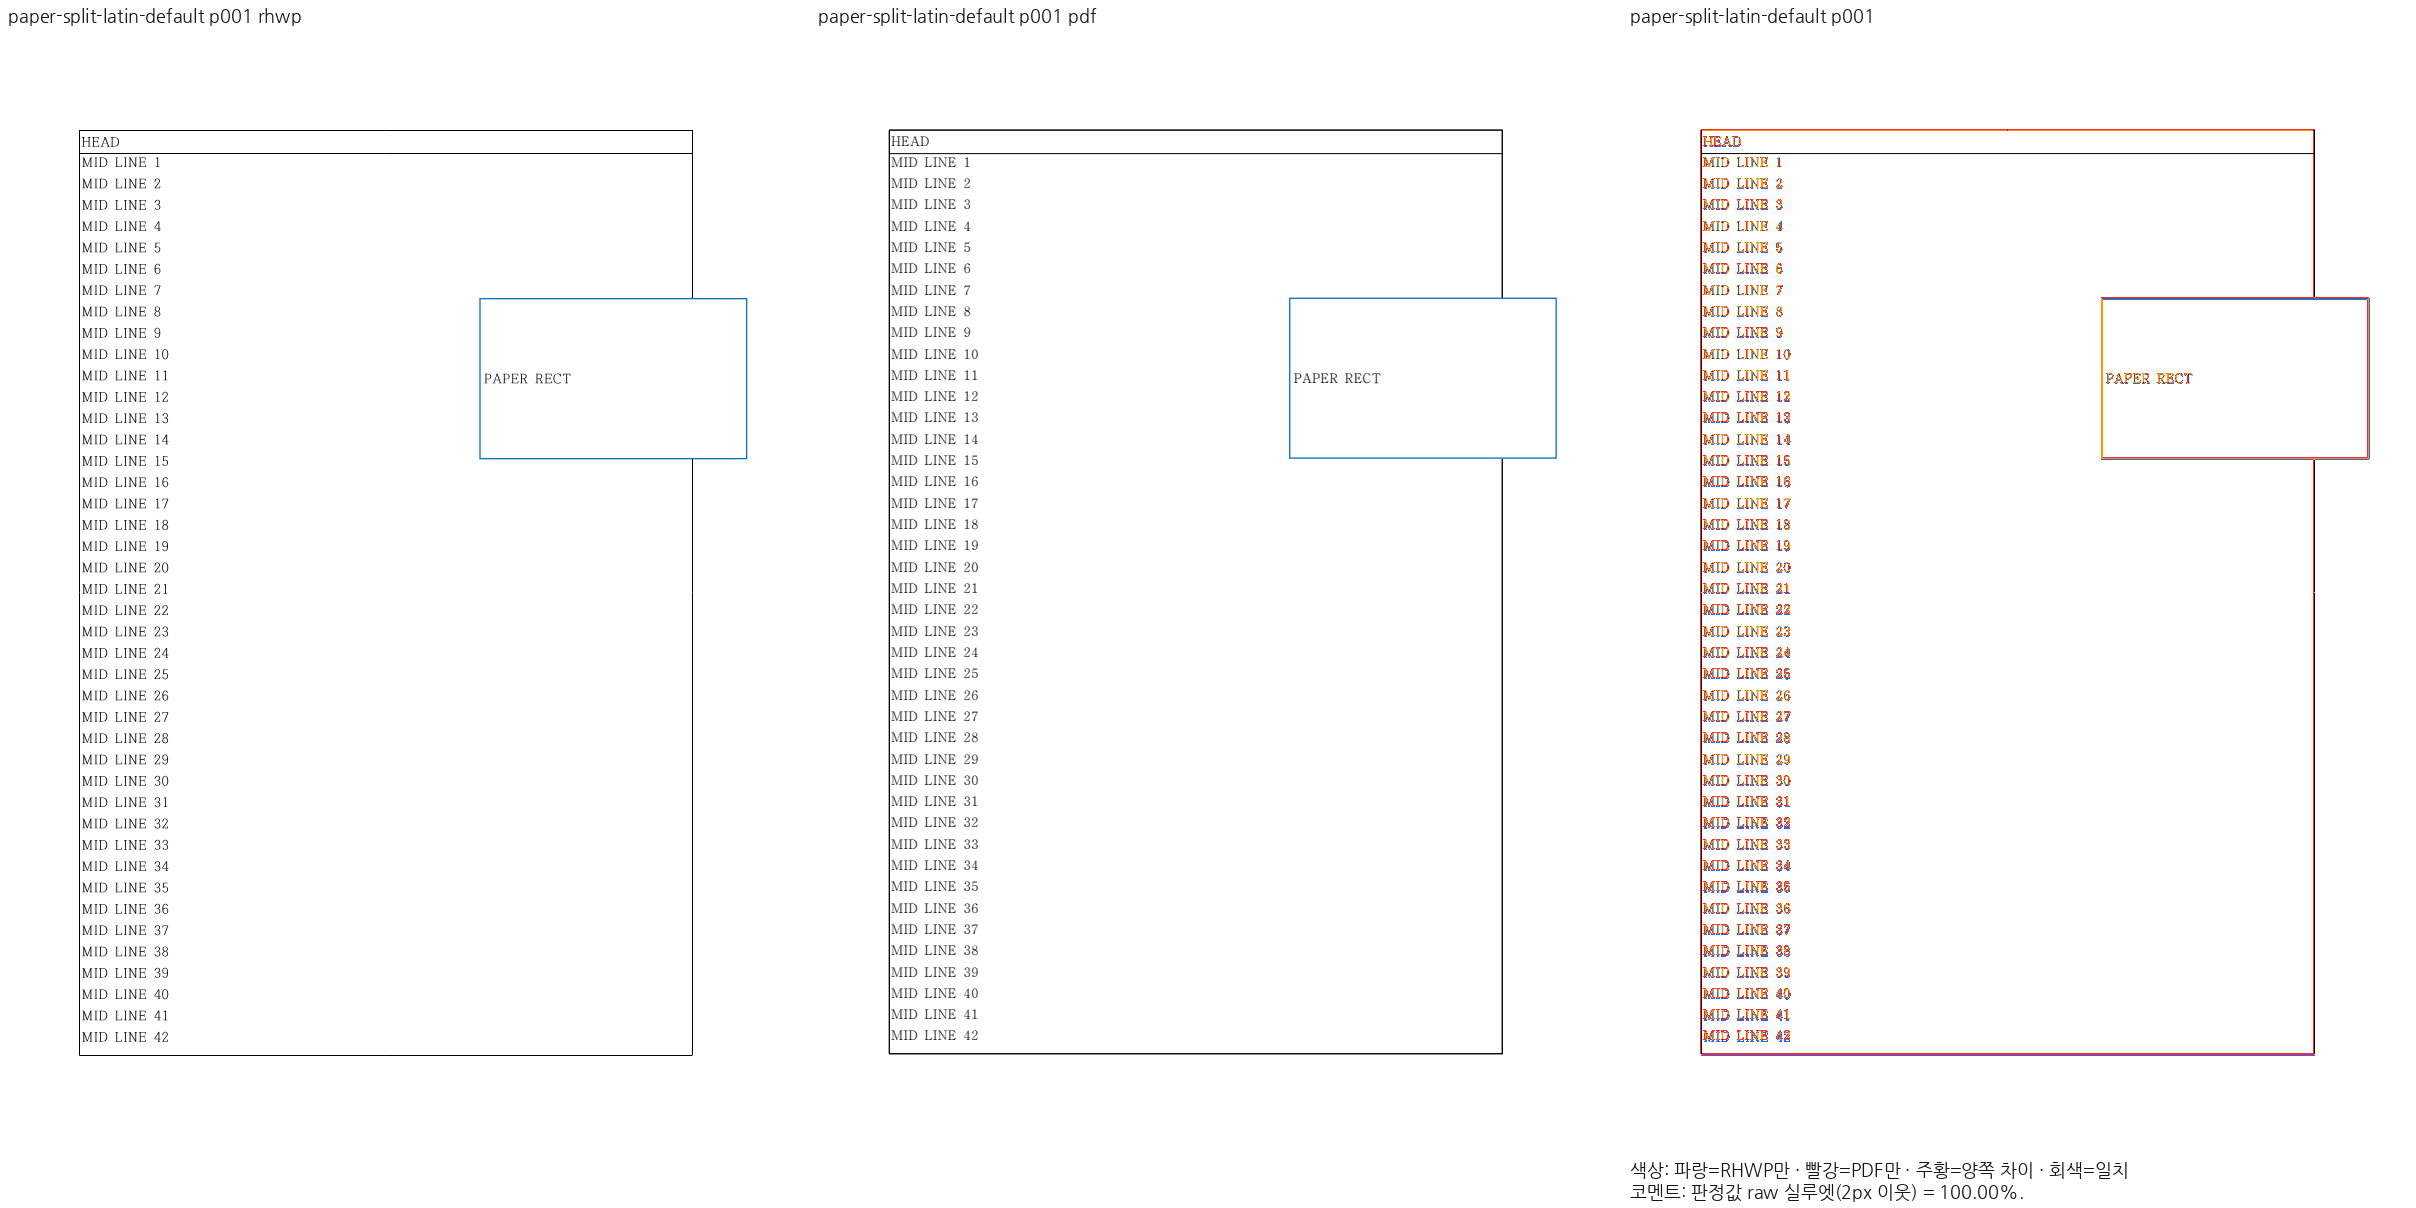 paper-split-latin-default p001 rhwp
HEAD
MID LINE 1
MID LINE 2
MID LINE 3
MID LINE 4
MID LINE 5
MID LINE 6
MID LINE 7
MID LINE 8
MID LINE 9
MID LINE 10
MID LINE 11
MID LINE 12
MID LINE 13
MID LINE 14
MID LINE 15
MID LINE 16
MID LINE 17
MID LINE 18
MID LINE 19
MID LINE 20
MID LINE 21
MID LINE 22
MID LINE 23
MID LINE 24
MID LINE 25
MID LINE 26
MID LINE 27
MID LINE 28
MID LINE 29
MID LINE 30
MID LINE 31
MID LINE 32
MID LINE 33
MID LINE 34
MID LINE 35
MID LINE 36
MID LINE 37
MID LINE 38
MID LINE 39
MID LINE 40
MID LINE 41
MID LINE 42
PAPER RECT
paper-split-latin-default p001 pdf
HEAD
MID LINE 1
MID LINE 2
MID LINE 3
MID LINE 4
MID LINE 5
MID LINE 6
MID LINE 7
MID LINE 8
MID LINE 9
MID LINE 10
MID LINE 11
MID LINE 12
MID LINE 13
MID LINE 14
MID LINE 15
MID LINE 16
MID LINE 17
MID LINE 18
MID LINE 19
MID LINE 20
MID LINE 21
MID LINE 22
MID LINE 23
MID LINE 24
MID LINE 25
MID LINE 26
MID LINE 27
MID LINE 28
MID LINE 29
MID LINE 30
MID LINE 31
MID LINE 32
MID LINE 33
MID LINE 34
MID LINE 35
MID LINE 36
MID LINE 37
MID LINE 38
MID LINE 39
MID LINE 40
MID LINE 41
MID LINE 42
PAPER RECT
paper-split-latin-default p001
HEAD
MID LINE 1
MID LINE 2
MID LINE 3
MID LINE 4
MID LINE 5
MID LINE 6
MID LINE 7
MID LINE 8
MID LINE 9
MID LINE 10
MID LINE 11
MID LINE 12
MID LINE 13
MID LINE 14
MID LINE 15
MID LINE 16
MID LINE 17
MID LINE 18
MID LINE 19
MID LINE 20
MID LINE 21
MID LINE 22
MID LINE 23
MID LINE 24
MID LINE 25
MID LINE 26
MID LINE 27
MID LINE 28
MID LINE 29
MID LINE 30
MID LINE 31
MID LINE 32
MID LINE 33
MID LINE 34
MID LINE 35
MID LINE 36
MID LINE 37
MID LINE 38
MID LINE 39
MID LINE 40
MID LINE 41
MID LINE 42
PAPER RECT
색상: 파랑=RHWP만 · 빨강=PDF만 · 주황=양쪽 차이 · 회색=일치
코멘트: 판정값 raw 실루엣(2px 이웃) = 100.00%.